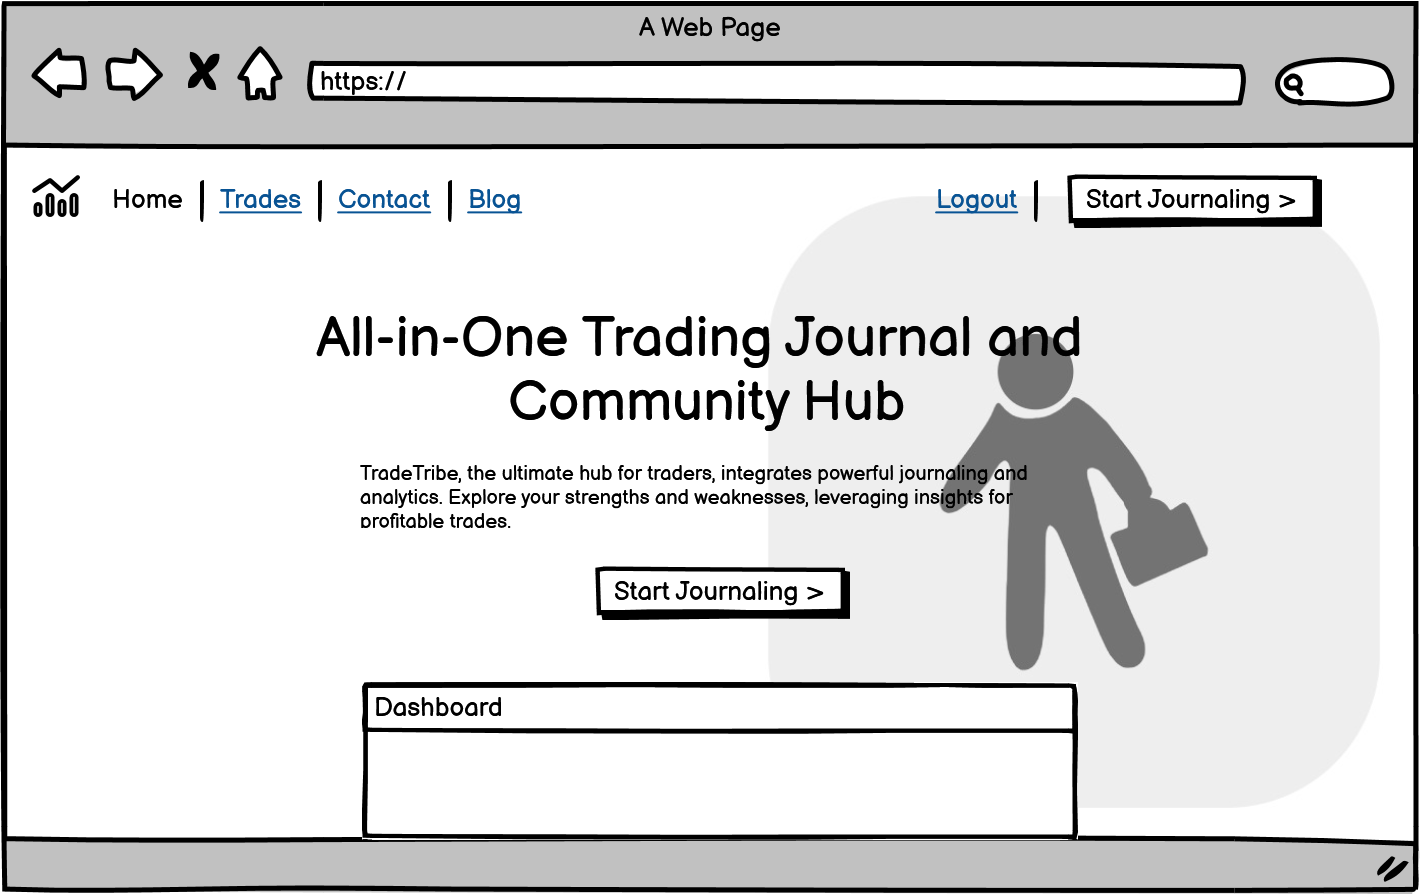 A Web Page
https://
Home
Trades
Contact
Blog
Logout
Start Journaling >
All-in-One Trading Journal and
Community Hub
TradeTribe, the ultimate hub for traders, integrates powerful journaling and
analytics. Explore your strengths and weaknesses, leveraging insights for
profitable trades.
Start Journaling >
Dashboard